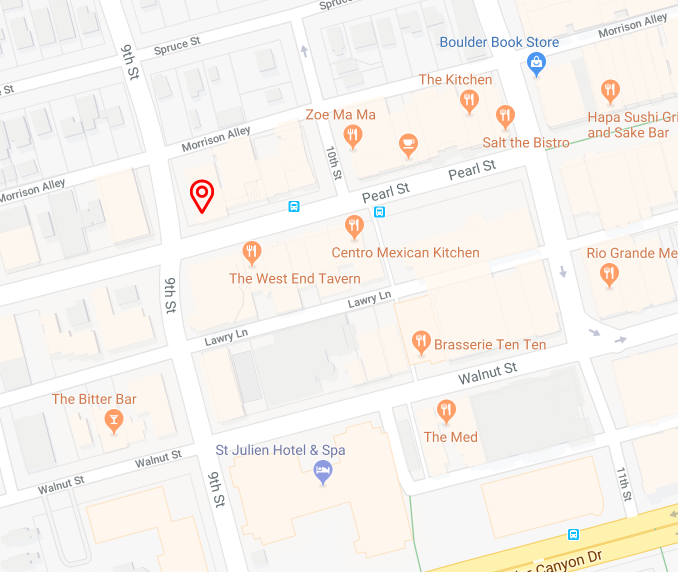 Spruce St
9th St
Spruce St
Morrison Alley
Boulder Book Store
ce St
The Kitchen
Zoe Ma Ma
Hapa Sushi Gri
and Sake Bar
Salt the Bistro
Morrison Alley
10th St
Pearl St
Morrison Alley
Pearl St
Centro Mexican Kitchen
Rio Grande Me
The West End Tavern
9th St
Lawry Ln
Lawry Ln
Brasserie Ten Ten
Walnut St
The Bitter Bar
The Med
St Julien Hotel & Spa
Walnut St
Walnut St
9th St
11th St
er Canyon Dr